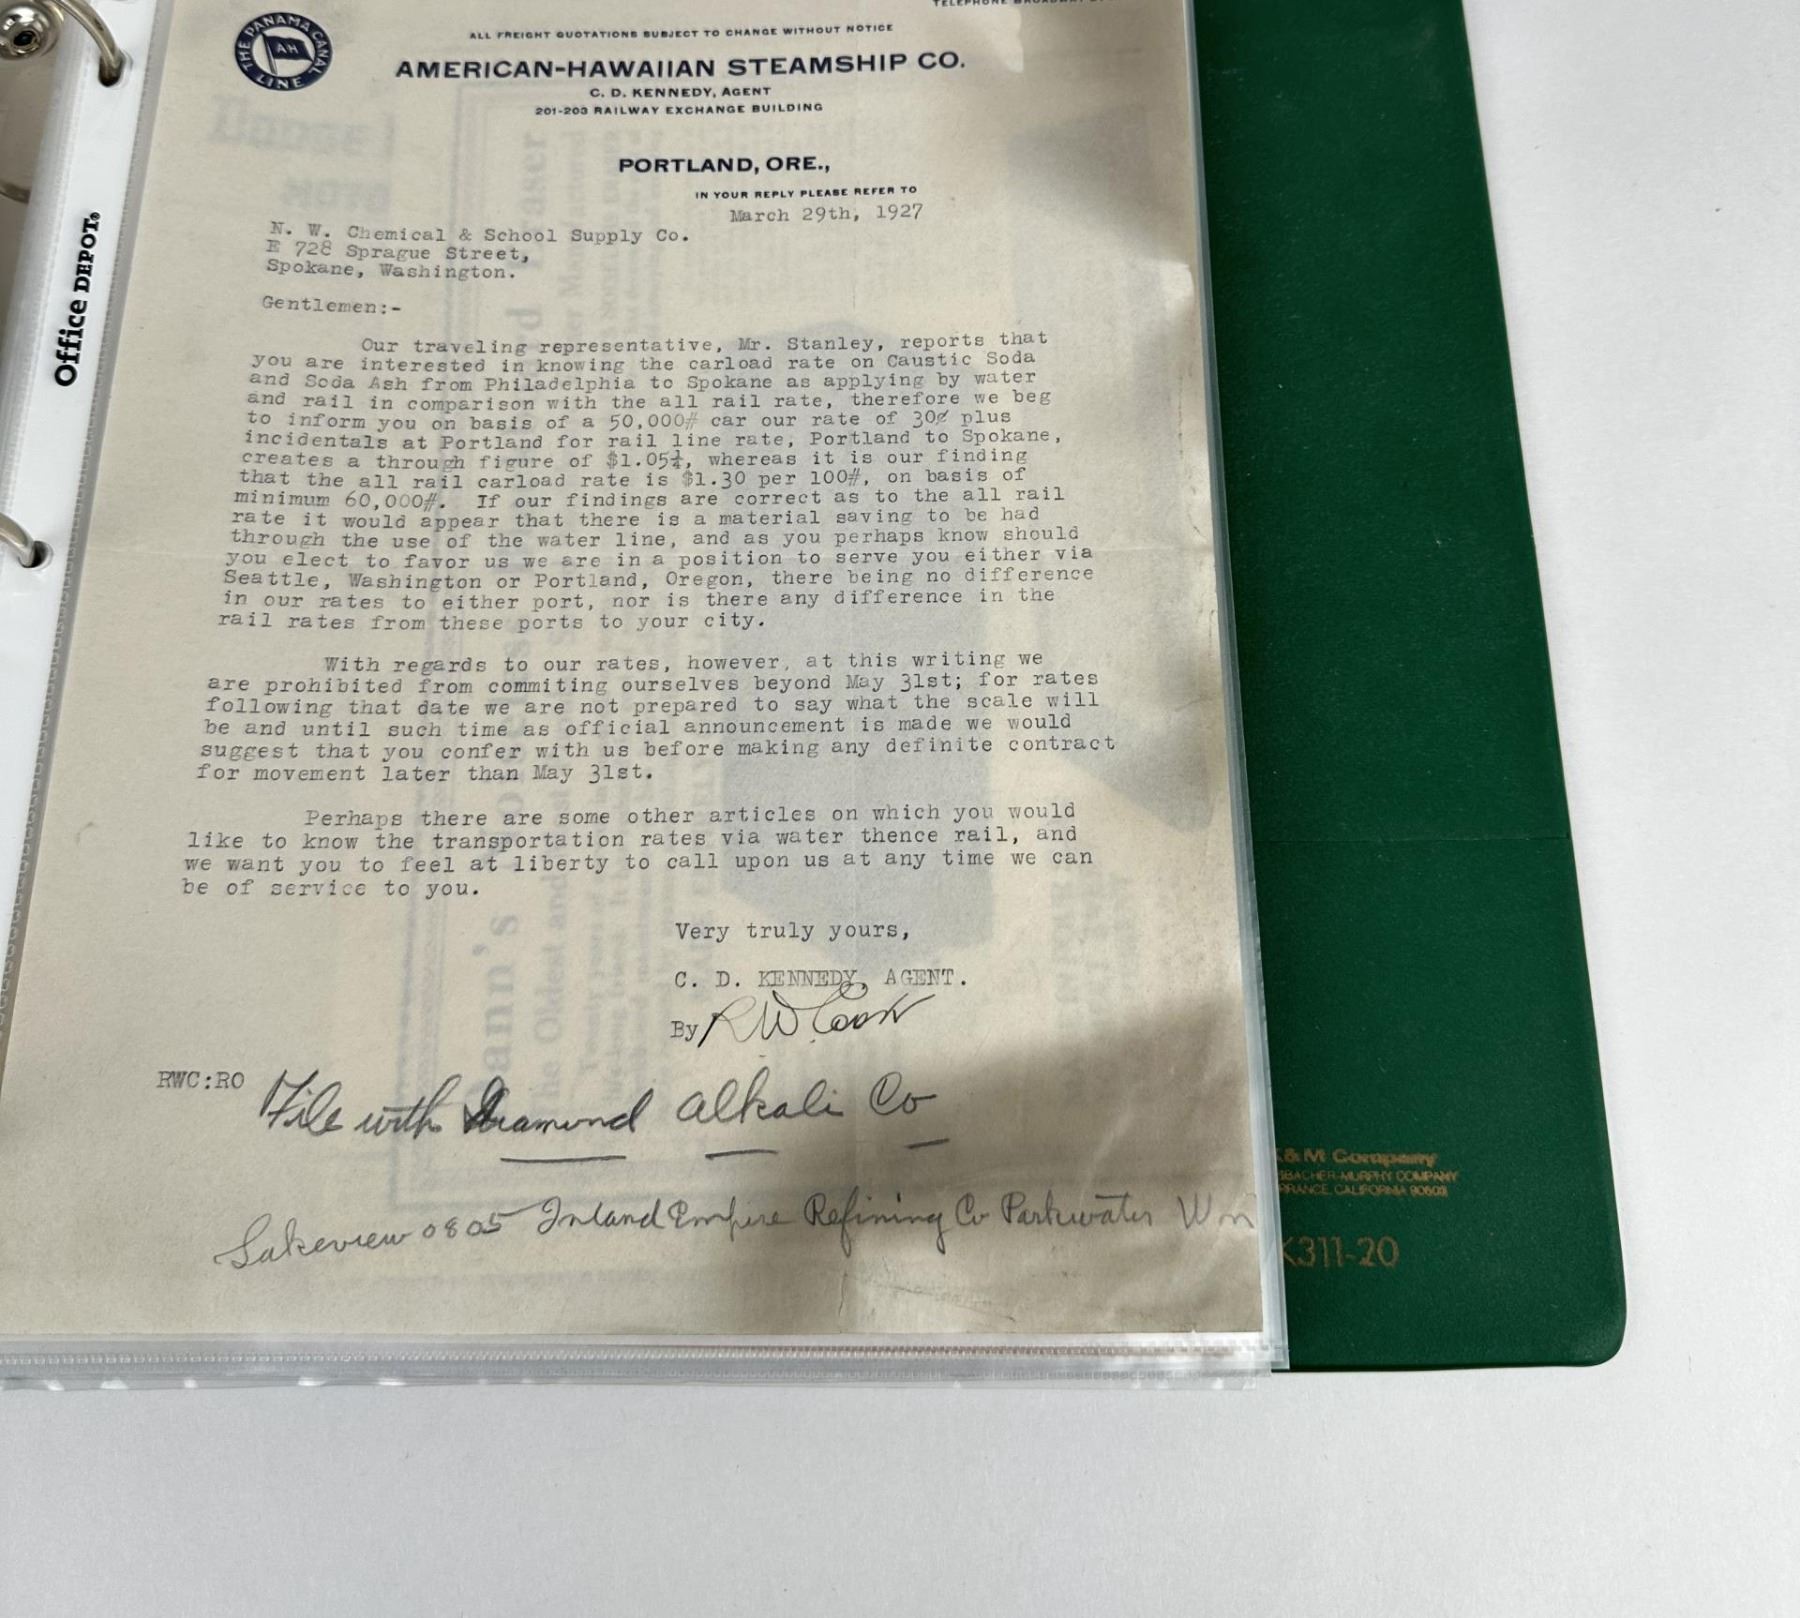 ALL FREIGHT QUOTATIONS SUBJECT TO CHANGE WITHOUT NOTICE
THE PANAMA CANAL LINE
AH
AMERICAN-HAWAIIAN STEAMSHIP CO.
C. D. KENNEDY, AGENT
201-203 RAILWAY EXCHANGE BUILDING
PORTLAND, ORE.,
IN YOUR REPLY PLEASE REFER TO
March 29th, 1927
N. W. Chemical & School Supply Co.
E 728 Sprague Street,
Spokane, Washington.
Gentlemen:-
Our traveling representative, Mr. Stanley, reports that
you are interested in knowing the carload rate on Caustic Soda
and Soda Ash from Philadelphia to Spokane as applying by water
and rail in comparison with the all rail rate, therefore we beg
to inform you on basis of a 50,000# car our rate of 30¢ plus
incidentals at Portland for rail line rate, Portland to Spokane,
creates a through figure of $1.05¼, whereas it is our finding
that the all rail carload rate is $1.30 per 100#, on basis of
minimum 60,000#. If our findings are correct as to the all rail
rate it would appear that there is a material saving to be had
through the use of the water line, and as you perhaps know should
you elect to favor us we are in a position to serve you either via
Seattle, Washington or Portland, Oregon, there being no difference
in our rates to either port, nor is there any difference in the
rail rates from these ports to your city.
With regards to our rates, however, at this writing we
are prohibited from commiting ourselves beyond May 31st; for rates
following that date we are not prepared to say what the scale will
be and until such time as official announcement is made we would
suggest that you confer with us before making any definite contract
for movement later than May 31st.
Perhaps there are some other articles on which you would
like to know the transportation rates via water thence rail, and
we want you to feel at liberty to call upon us at any time we can
be of service to you.
Very truly yours,
C. D. KENNEDY, AGENT.
By R W Cook
RWC:RO
File with Diamond Alkali Co
Lakeview 0805 Inland Empire Refining Co Parkwater Wn
Office DEPOT
& M Company
MURPHY COMPANY
CALIFORNIA
K311-20